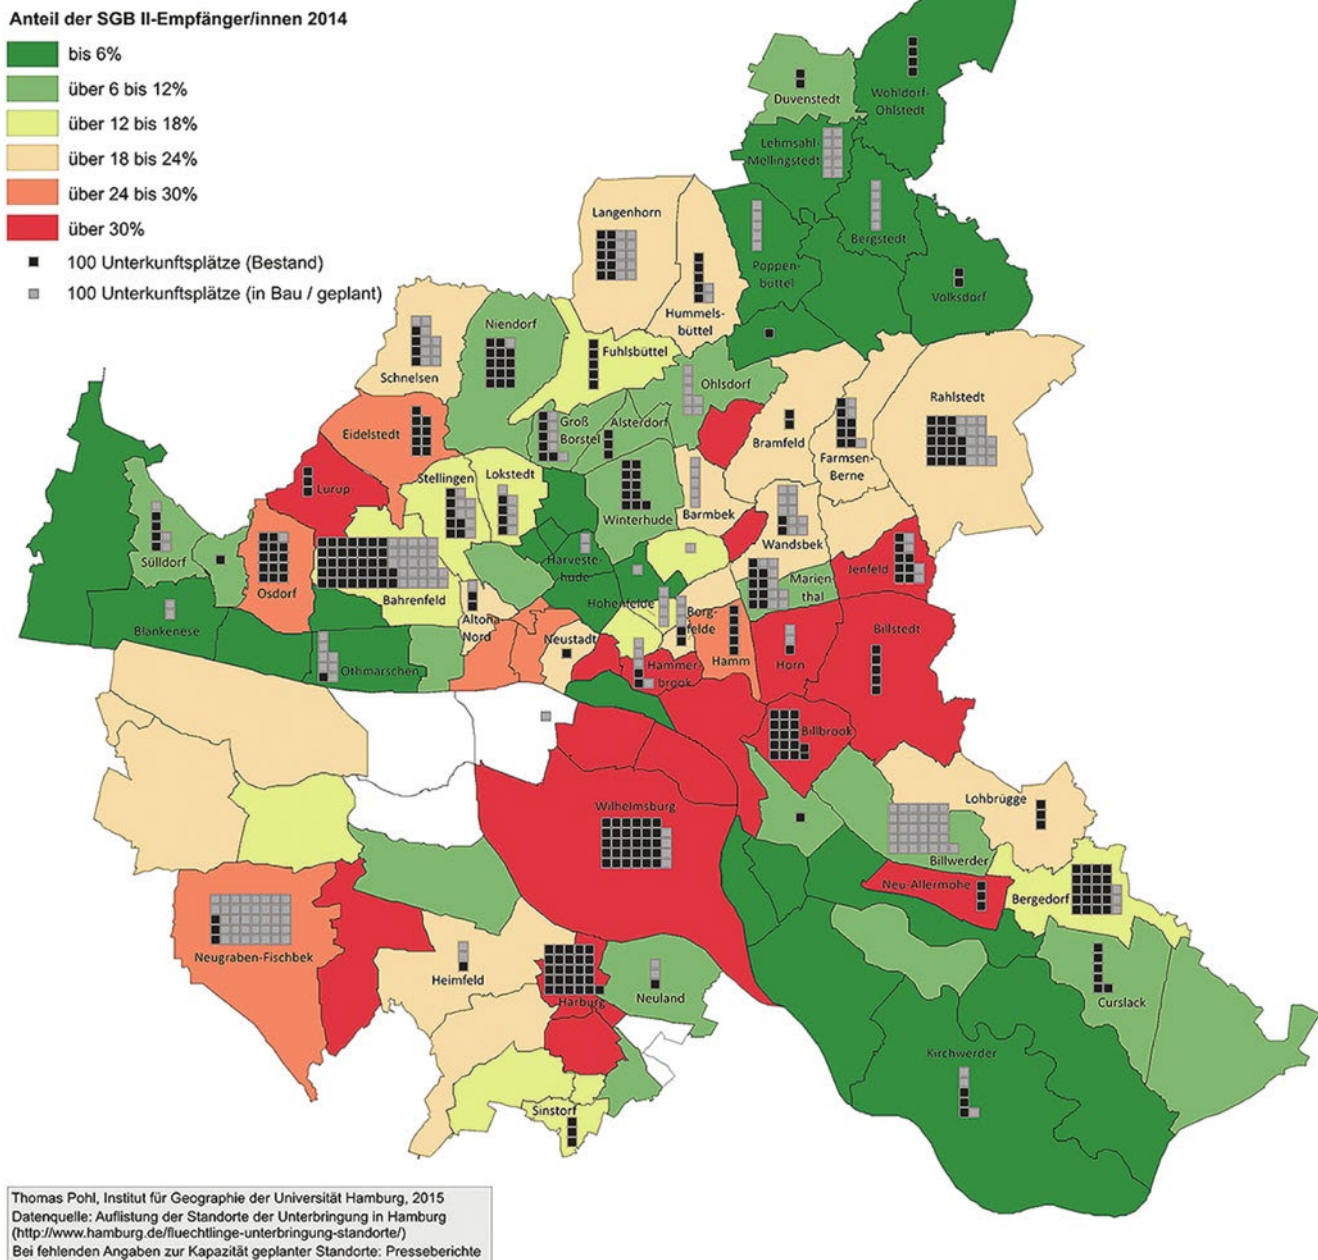 Anteil der SGB II-Empfänger/innen 2014
bis 6%
über 6 bis 12%
über 12 bis 18%
über 18 bis 24%
über 24 bis 30%
über 30%
100 Unterkunftsplätze (Bestand)
100 Unterkunftsplätze (in Bau / geplant)
Duvenstedt
Wohldorf-
Ohlstedt
Lehmsahl-
Mellingstedt
Bergstedt
Langenhorn
Poppen-
büttel
Volksdorf
Hummels-
büttel
Niendorf
Fuhlsbüttel
Schnelsen
Ohlsdorf
Rahlstedt
Eidelstedt
Groß
Borstel
Alsterdorf
Bramfeld
Farmsen-
Berne
Lurup
Stellingen
Lokstedt
Winterhude
Barmbek
Wandsbek
Sülldorf
Osdorf
Bahrenfeld
Harveste-
hude
Marien-
thal
Jenfeld
Blankenese
Othmarschen
Altona-
Nord
Neustadt
Hohenfelde
Borg-
felde
Hammer-
brook
Hamm
Horn
Billstedt
Billbrook
Wilhelmsburg
Lohbrügge
Billwerder
Neu-Allermöhe
Bergedorf
Neugraben-Fischbek
Heimfeld
Harburg
Neuland
Curslack
Kirchwerder
Sinstorf
Thomas Pohl, Institut für Geographie der Universität Hamburg, 2015
Datenquelle: Auflistung der Standorte der Unterbringung in Hamburg
(http://www.hamburg.de/fluechtlinge-unterbringung-standorte/)
Bei fehlenden Angaben zur Kapazität geplanter Standorte: Presseberichte